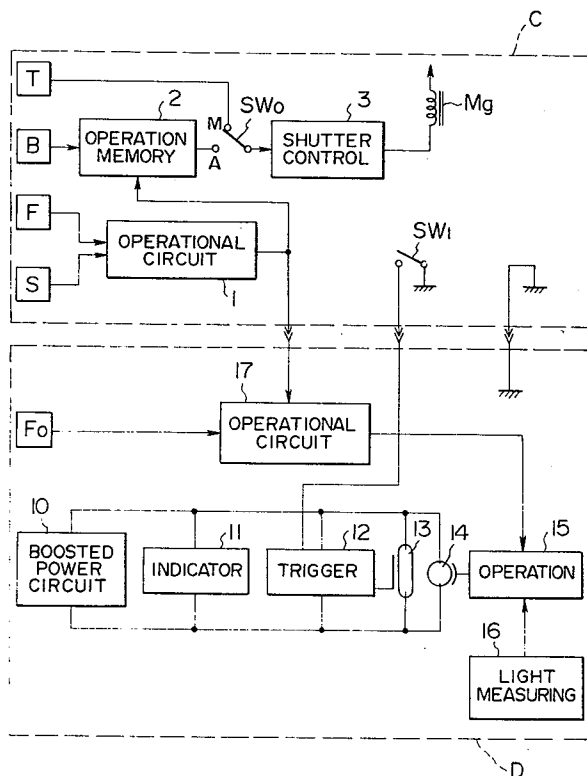 C
T
2
SWo
3
Mg
M
B
OPERATION
MEMORY
A
SHUTTER
CONTROL
F
OPERATIONAL
CIRCUIT
SW1
S
1
17
Fo
OPERATIONAL
CIRCUIT
10
11
12
13
14
15
BOOSTED
POWER
CIRCUIT
INDICATOR
TRIGGER
OPERATION
16
LIGHT
MEASURING
D